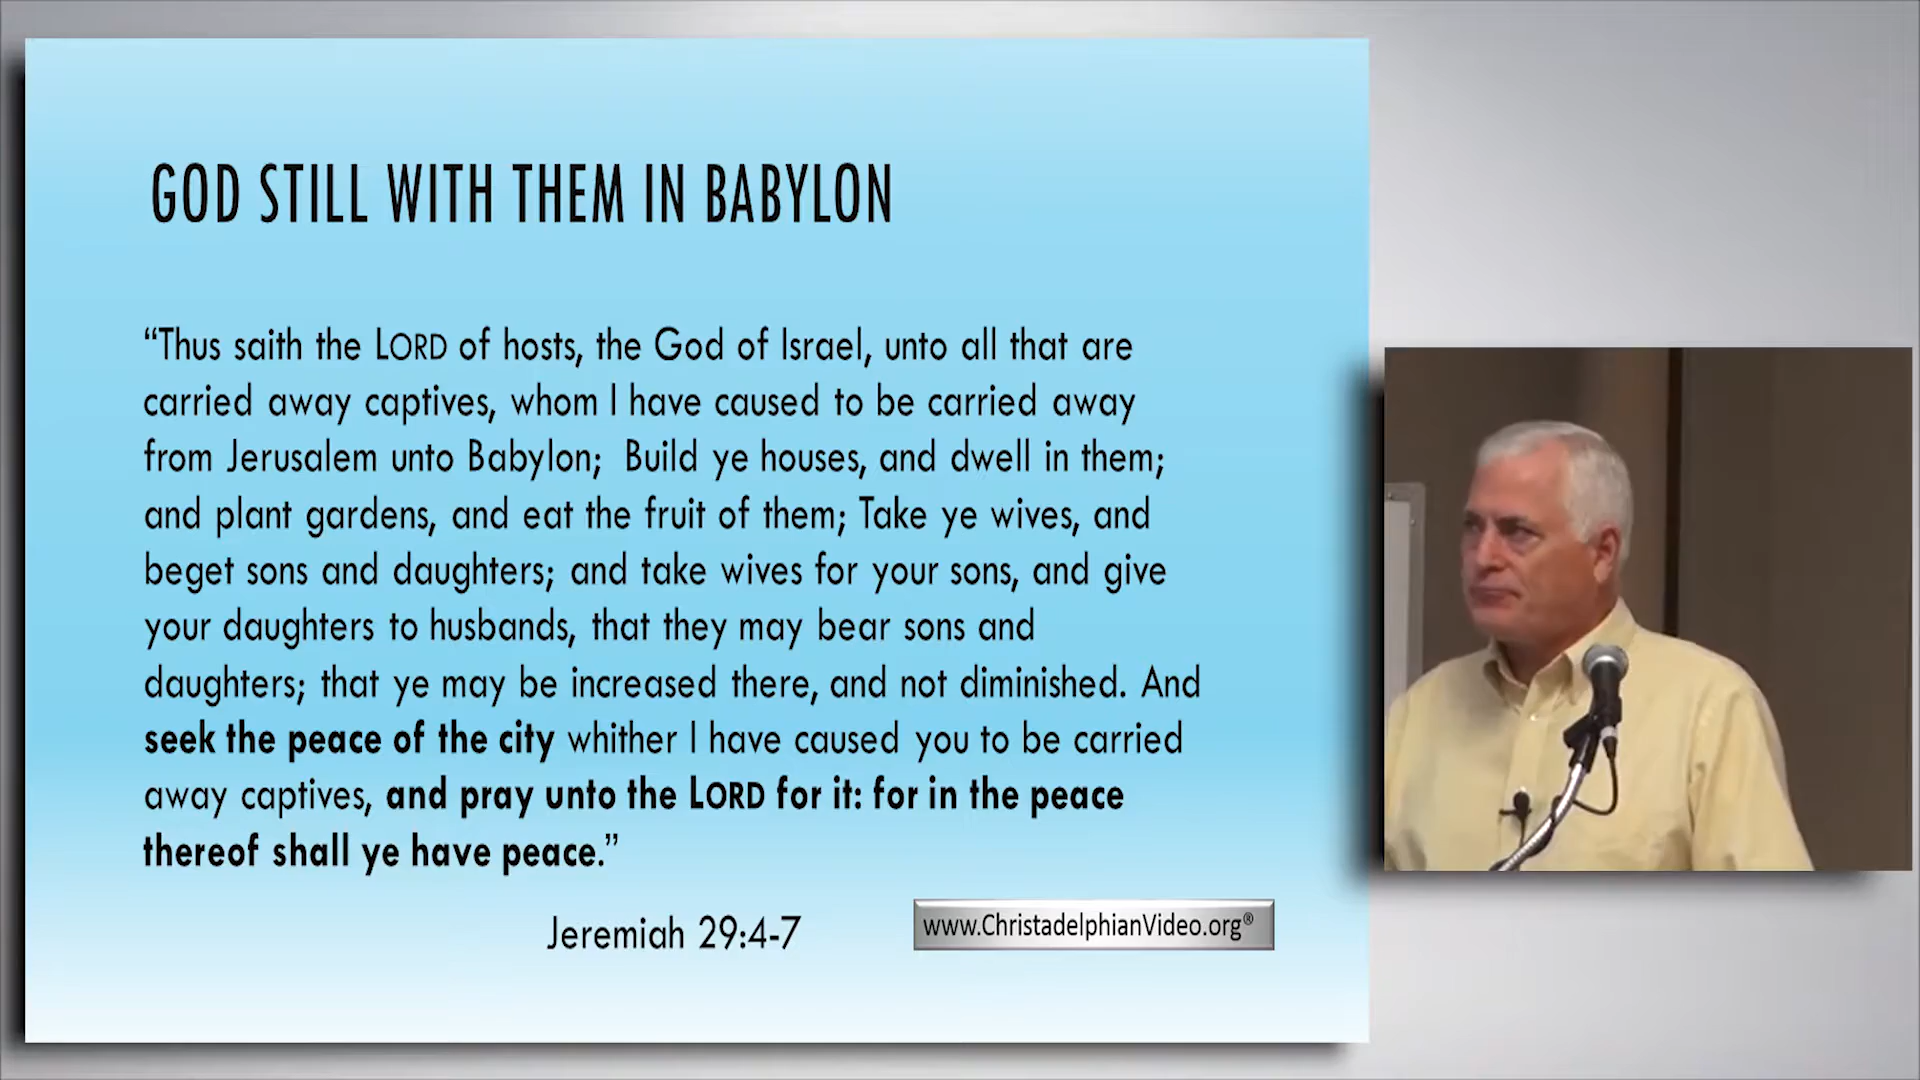 GOD STILL WITH THEM IN BABYLON
“Thus saith the LORD of hosts, the God of Israel, unto all that are
carried away captives, whom I have caused to be carried away
from Jerusalem unto Babylon;  Build ye houses, and dwell in them;
and plant gardens, and eat the fruit of them; Take ye wives, and
beget sons and daughters; and take wives for your sons, and give
your daughters to husbands, that they may bear sons and
daughters; that ye may be increased there, and not diminished. And
seek the peace of the city whither I have caused you to be carried
away captives, and pray unto the LORD for it: for in the peace
thereof shall ye have peace.”
Jeremiah 29:4-7
www.ChristadelphianVideo.org®